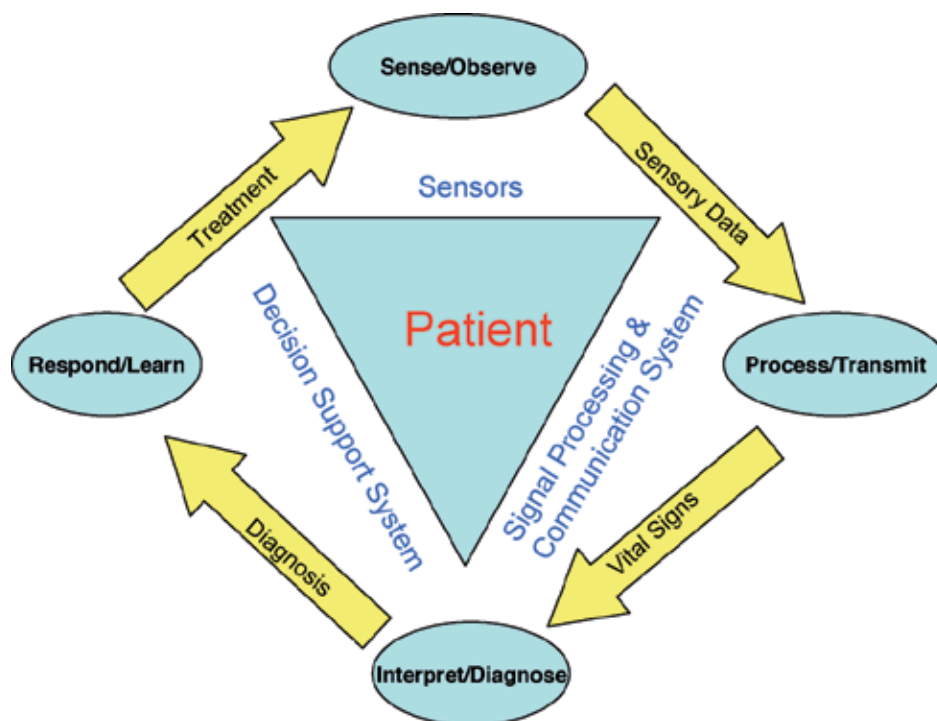 Sense/Observe
Treatment
Sensors
Sensory Data
Patient
Decision Support System
Signal Processing &
Communication System
Respond/Learn
Process/Transmit
Diagnosis
Vital Signs
Interpret/Diagnose